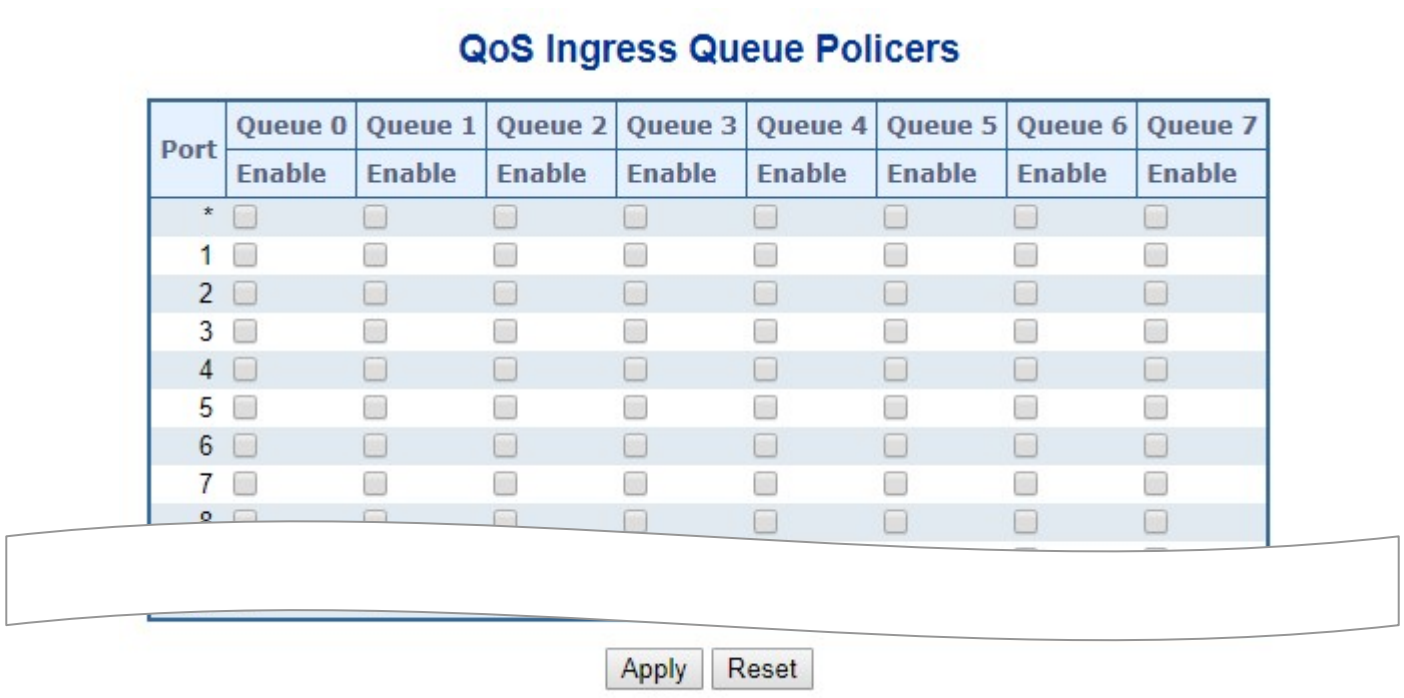 QoS Ingress Queue Policers
Port Queue 0 Queue 1 Queue 2 Queue 3 Queue 4 Queue 5 Queue 6 Queue 7
Enable Enable Enable Enable Enable Enable Enable Enable
*
1
2
3
4
5
6
7
8
Apply Reset